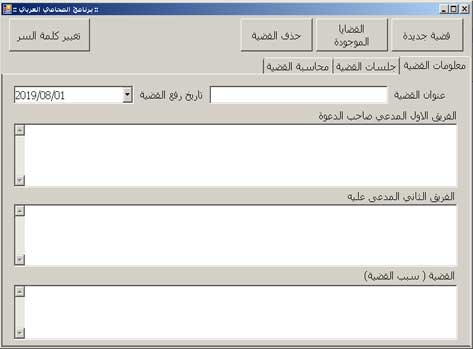 :: برنامج المحامي العربي ::
قضية جديدة
القضايا
الموجودة
حذف القضية
تغيير كلمة السر
معلومات القضية
جلسات القضية
محاسبة القضية
عنوان القضية
تاريخ رفع القضية
2019/08/01
الفريق الاول المدعي صاحب الدعوة
الفريق الثاني المدعى عليه
القضية ( سبب القضية)